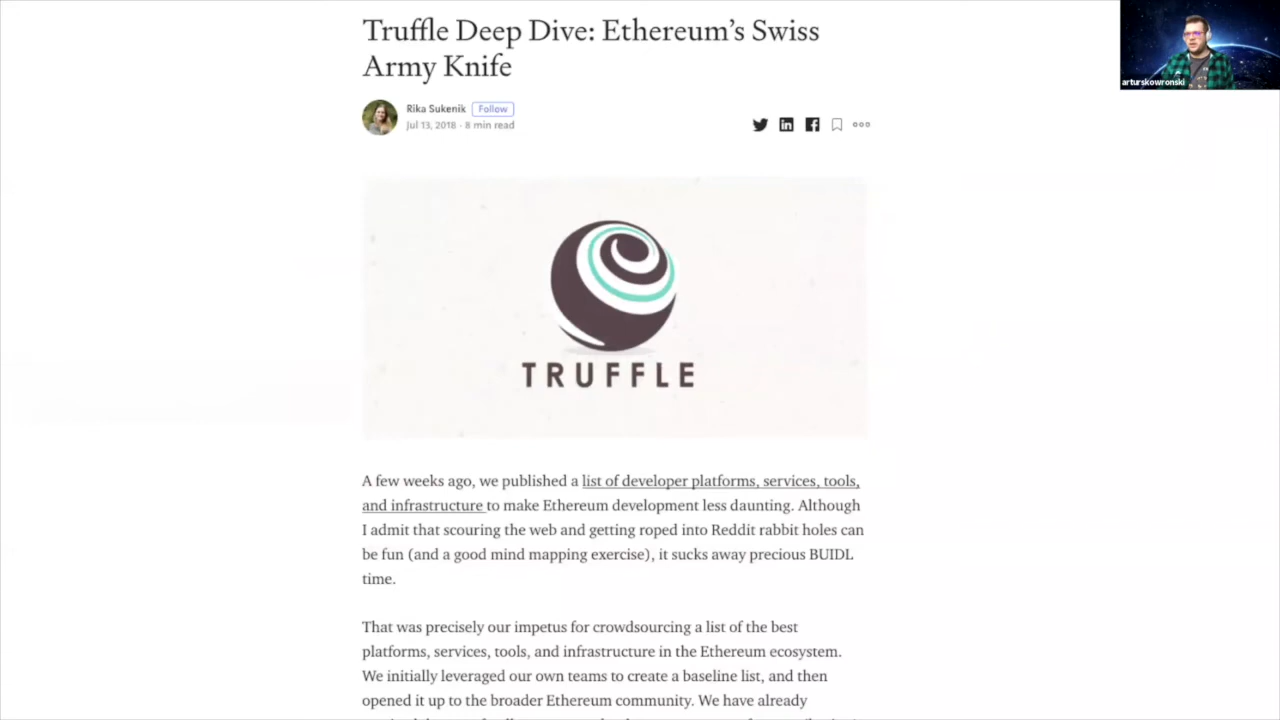 Truffle Deep Dive: Ethereum’s Swiss
Army Knife
Rika Sukenik Follow
Jul 13, 2018 · 8 min read
TRUFFLE
A few weeks ago, we published a list of developer platforms, services, tools,
and infrastructure to make Ethereum development less daunting. Although
I admit that scouring the web and getting roped into Reddit rabbit holes can
be fun (and a good mind mapping exercise), it sucks away precious BUIDL
time.
That was precisely our impetus for crowdsourcing a list of the best
platforms, services, tools, and infrastructure in the Ethereum ecosystem.
We initially leveraged our own teams to create a baseline list, and then
opened it up to the broader Ethereum community. We have already
arturskowronski